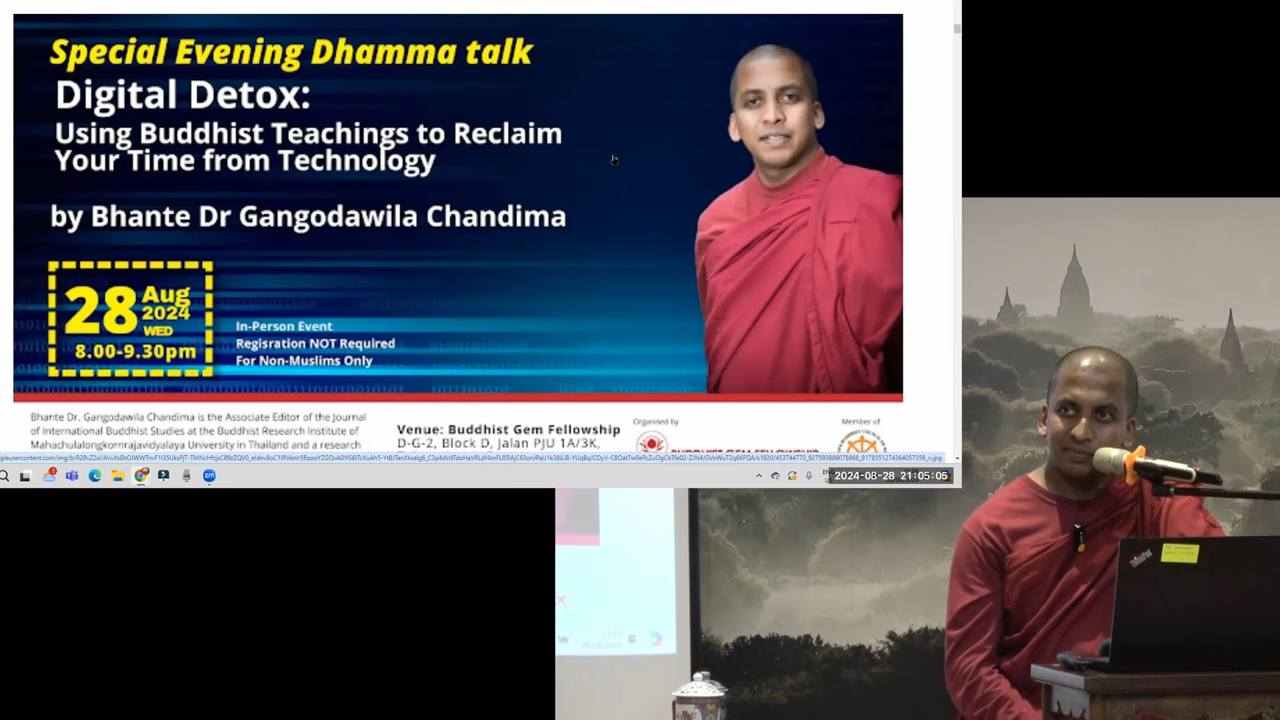 Special Evening Dhamma talk
Digital Detox:
Using Buddhist Teachings to Reclaim
Your Time from Technology
by Bhante Dr Gangodawila Chandima
28 Aug
2024
WED
8.00-9.30pm
In-Person Event
Regisration NOT Required
For Non-Muslims Only
Bhante Dr. Gangodawila Chandima is the Associate Editor of the Journal
of International Buddhist Studies at the Buddhist Research Institute of
Mahachulalongkornrajavidyalaya University in Thailand and a research
Venue: Buddhist Gem Fellowship
D-G-2, Block D, Jalan PJU 1A/3K,
Organised by
Member of
2024-08-28 21:05:05
ThinkPad